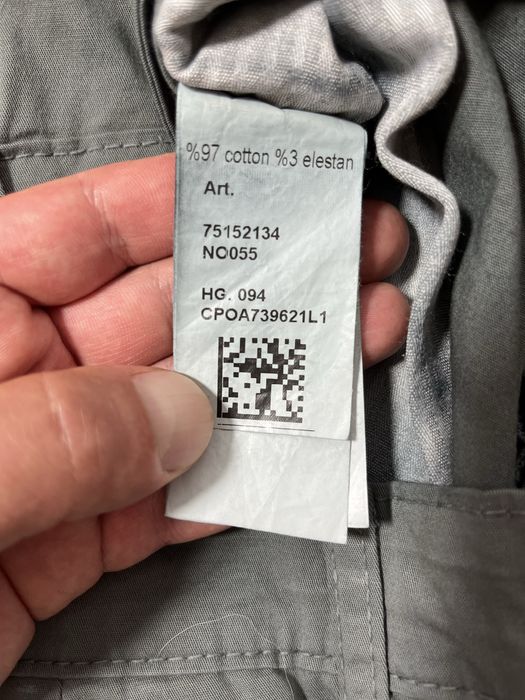 %97 cotton %3 elestan
Art.
75152134
NO055
HG. 094
CPOA739621L1